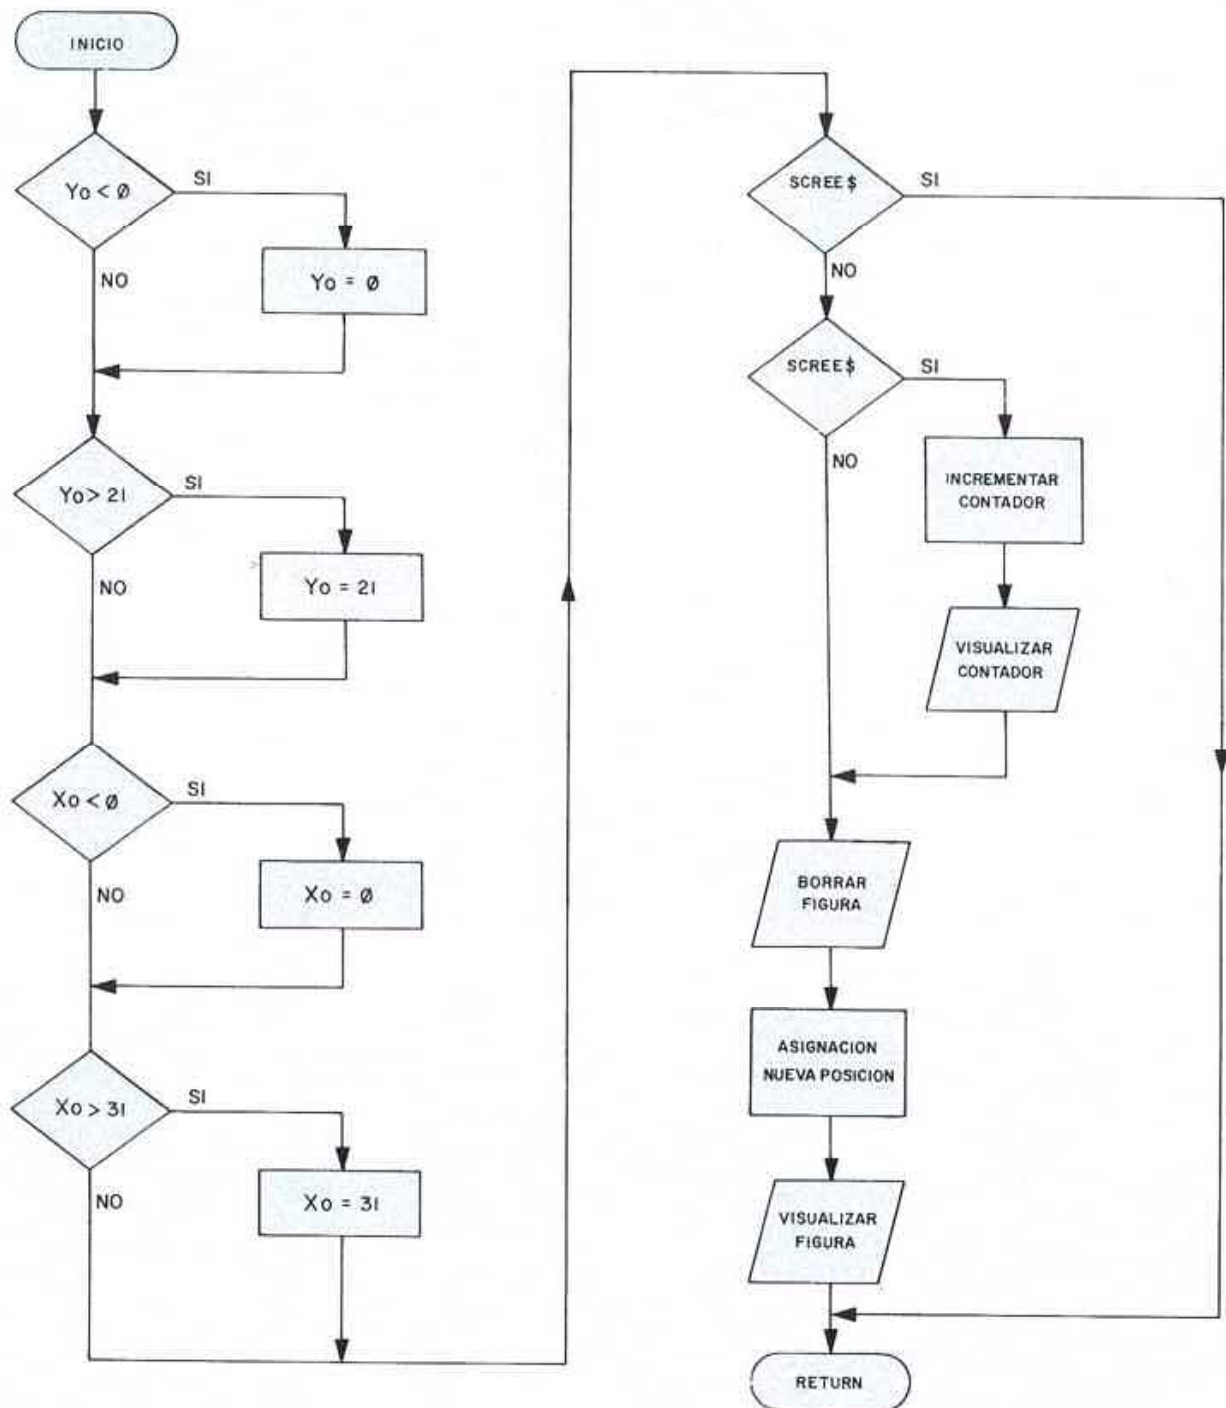 INICIO
Yo < Ø
SI
NO
Yo = Ø
Yo > 21
SI
NO
Yo = 21
Xo < Ø
SI
NO
Xo = Ø
Xo > 31
SI
NO
Xo = 31
SCREE$
SI
NO
SCREE$
SI
NO
INCREMENTAR
CONTADOR
VISUALIZAR
CONTADOR
BORRAR
FIGURA
ASIGNACION
NUEVA POSICION
VISUALIZAR
FIGURA
RETURN